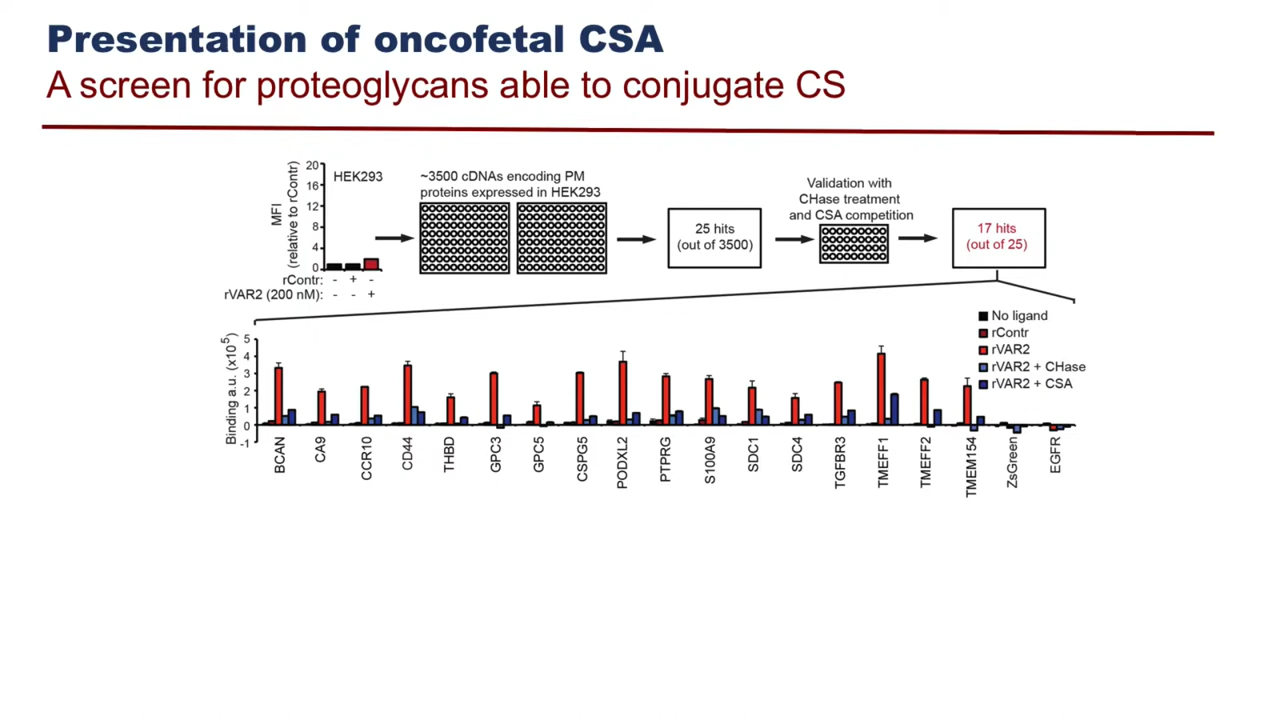 Presentation of oncofetal CSA
A screen for proteoglycans able to conjugate CS
MFI
(relative to rContr)
20
16
12
8
4
0
HEK293
rContr: - + -
rVAR2 (200 nM): - - +
~3500 cDNAs encoding PM
proteins expressed in HEK293
25 hits
(out of 3500)
Validation with
CHase treatment
and CSA competition
17 hits
(out of 25)
No ligand
rContr
rVAR2
rVAR2 + CHase
rVAR2 + CSA
Binding a.u. (x10⁵)
5
4
3
2
1
0
-1
BCAN
CA9
CCR10
CD44
THBD
GPC3
GPC5
CSPG5
PODXL2
PTPRG
S100A9
SDC1
SDC4
TGFBR3
TMEFF1
TMEFF2
TMEM154
ZsGreen
EGFR